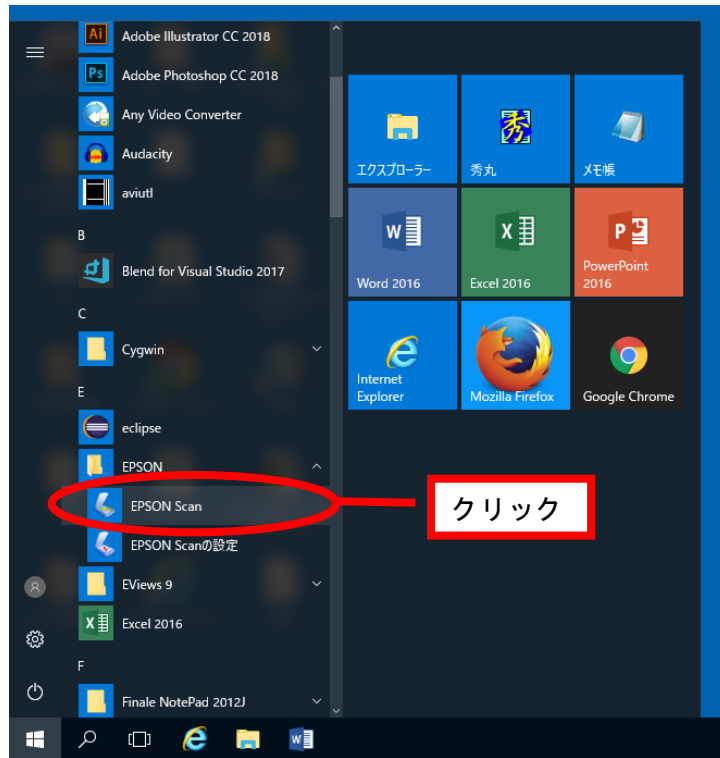 Adobe Illustrator CC 2018
Adobe Photoshop CC 2018
Any Video Converter
Audacity
aviutl
B
Blend for Visual Studio 2017
C
Cygwin
E
eclipse
EPSON
EPSON Scan
EPSON Scanの設定
EViews 9
Excel 2016
F
Finale NotePad 2012J
エクスプローラー
秀丸
メモ帳
Word 2016
Excel 2016
PowerPoint
2016
Internet
Explorer
Mozilla Firefox
Google Chrome
クリック